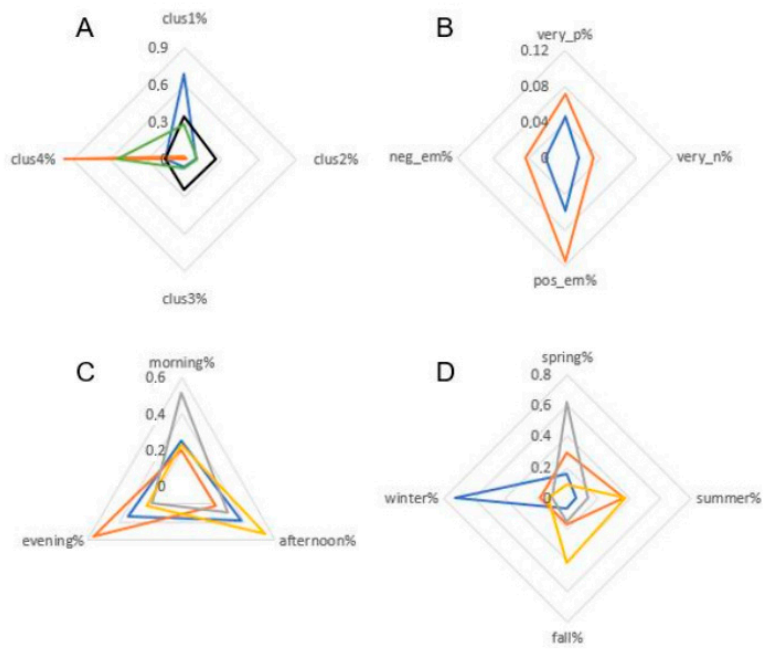 A
clus1%
0.9
0.6
0.3
0
clus4%
clus2%
clus3%
B
very_p%
0.12
0.08
0.04
0
neg_em%
very_n%
pos_em%
C
morning%
0.6
0.4
0.2
0
evening%
afternoon%
D
spring%
0.8
0.6
0.4
0.2
0
winter%
summer%
fall%